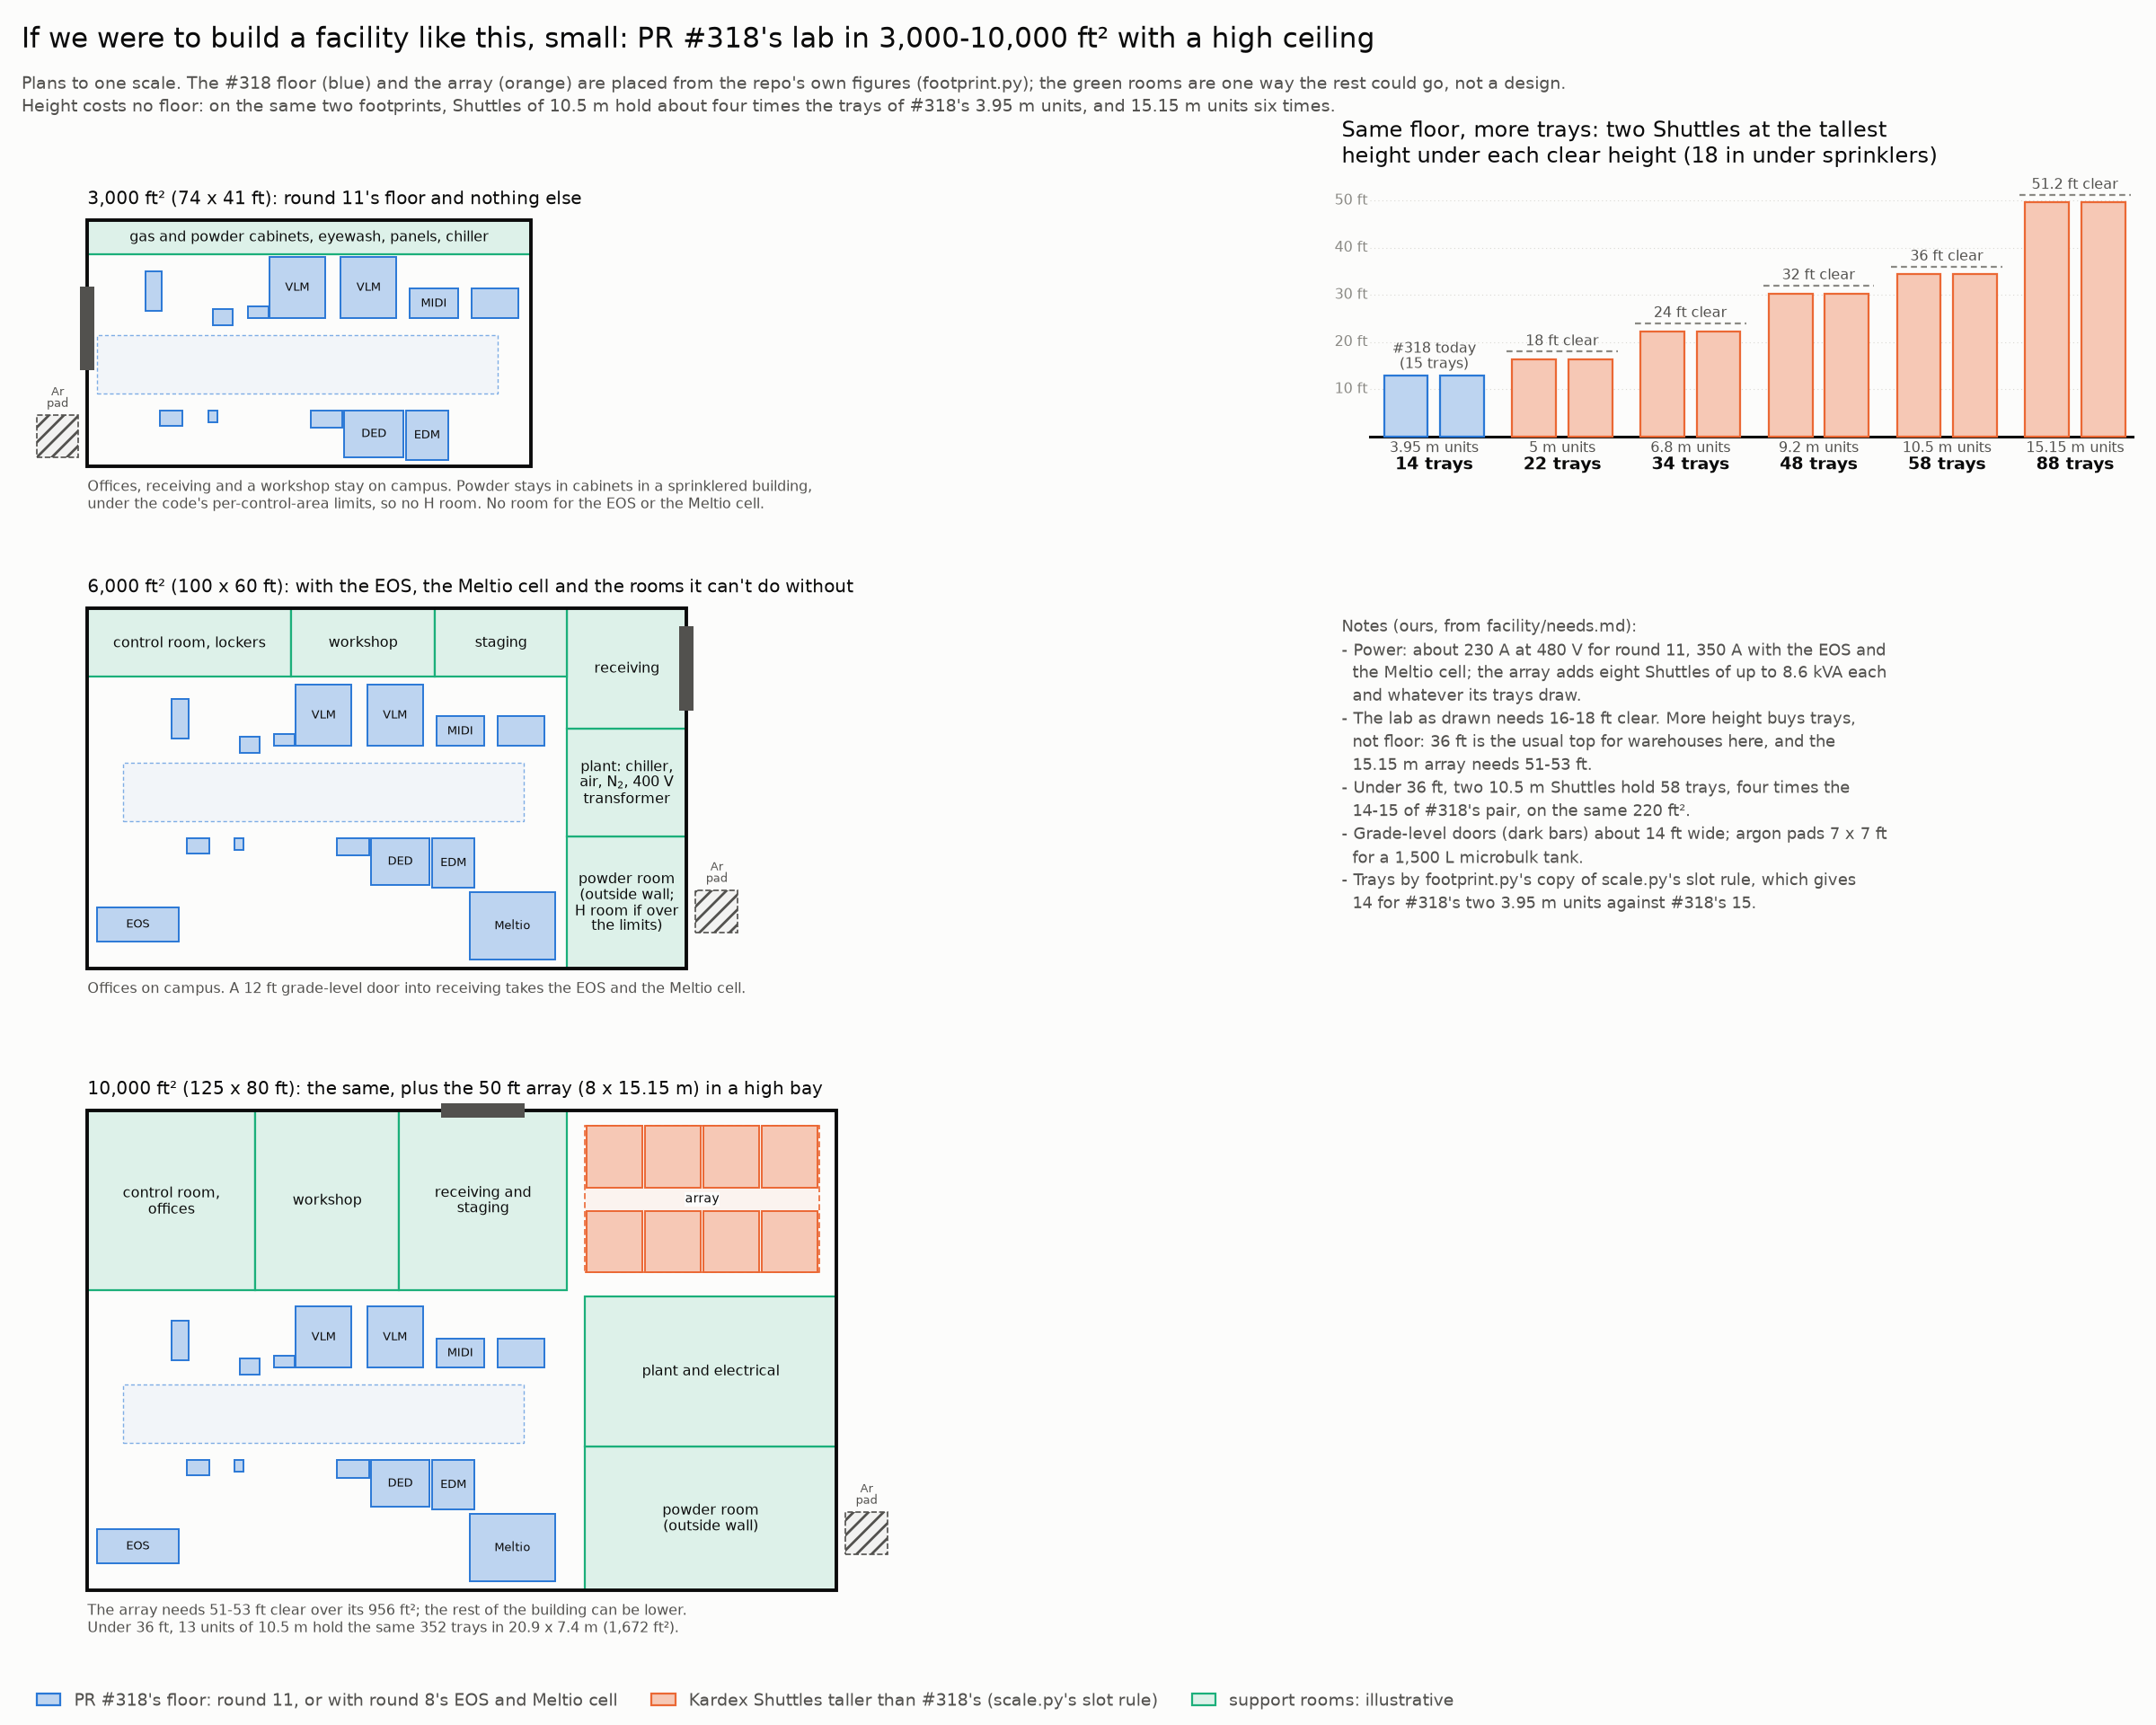 If we were to build a facility like this, small: PR #318's lab in 3,000-10,000 ft² with a high ceiling
Plans to one scale. The #318 floor (blue) and the array (orange) are placed from the repo's own figures (footprint.py); the green rooms are one way the rest could go, not a design.
Height costs no floor: on the same two footprints, Shuttles of 10.5 m hold about four times the trays of #318's 3.95 m units, and 15.15 m units six times.
3,000 ft² (74 x 41 ft): round 11's floor and nothing else
gas and powder cabinets, eyewash, panels, chiller
VLM
VLM
MIDI
Ar
pad
DED
EDM
Offices, receiving and a workshop stay on campus. Powder stays in cabinets in a sprinklered building,
under the code's per-control-area limits, so no H room. No room for the EOS or the Meltio cell.
Same floor, more trays: two Shuttles at the tallest
height under each clear height (18 in under sprinklers)
50 ft
40 ft
30 ft
20 ft
10 ft
#318 today
(15 trays)
18 ft clear
24 ft clear
32 ft clear
36 ft clear
51.2 ft clear
3.95 m units
14 trays
5 m units
22 trays
6.8 m units
34 trays
9.2 m units
48 trays
10.5 m units
58 trays
15.15 m units
88 trays
6,000 ft² (100 x 60 ft): with the EOS, the Meltio cell and the rooms it can't do without
control room, lockers
workshop
staging
receiving
VLM
VLM
MIDI
plant: chiller,
air, N₂, 400 V
transformer
DED
EDM
EOS
Meltio
powder room
(outside wall;
H room if over
the limits)
Ar
pad
Offices on campus. A 12 ft grade-level door into receiving takes the EOS and the Meltio cell.
Notes (ours, from facility/needs.md):
- Power: about 230 A at 480 V for round 11, 350 A with the EOS and
the Meltio cell; the array adds eight Shuttles of up to 8.6 kVA each
and whatever its trays draw.
- The lab as drawn needs 16-18 ft clear. More height buys trays,
not floor: 36 ft is the usual top for warehouses here, and the
15.15 m array needs 51-53 ft.
- Under 36 ft, two 10.5 m Shuttles hold 58 trays, four times the
14-15 of #318's pair, on the same 220 ft².
- Grade-level doors (dark bars) about 14 ft wide; argon pads 7 x 7 ft
for a 1,500 L microbulk tank.
- Trays by footprint.py's copy of scale.py's slot rule, which gives
14 for #318's two 3.95 m units against #318's 15.
10,000 ft² (125 x 80 ft): the same, plus the 50 ft array (8 x 15.15 m) in a high bay
control room,
offices
workshop
receiving and
staging
array
VLM
VLM
MIDI
plant and electrical
DED
EDM
EOS
Meltio
powder room
(outside wall)
Ar
pad
The array needs 51-53 ft clear over its 956 ft²; the rest of the building can be lower.
Under 36 ft, 13 units of 10.5 m hold the same 352 trays in 20.9 x 7.4 m (1,672 ft²).
PR #318's floor: round 11, or with round 8's EOS and Meltio cell
Kardex Shuttles taller than #318's (scale.py's slot rule)
support rooms: illustrative